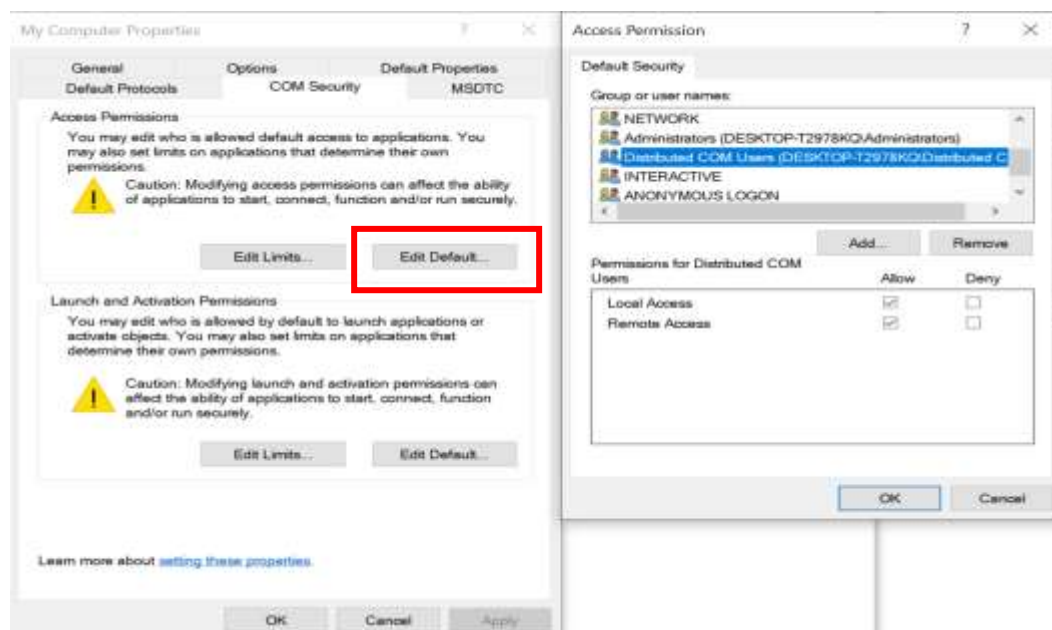 My Computer Properties
? ×
General Options Default Properties
Default Protocols COM Security MSDTC
Access Permissions
You may edit who is allowed default access to applications. You
may also set limits on applications that determine their own
permissions.
Caution: Modifying access permissions can affect the ability
of applications to start, connect, function and/or run securely.
Edit Limits... Edit Default...
Launch and Activation Permissions
You may edit who is allowed by default to launch applications or
activate objects. You may also set limits on applications that
determine their own permissions.
Caution: Modifying launch and activation permissions can
affect the ability of applications to start, connect, function
and/or run securely.
Edit Limits... Edit Default...
Learn more about setting these properties.
OK Cancel Apply
Access Permission
? ×
Default Security
Group or user names:
NETWORK
Administrators (DESKTOP-T2978KQ\Administrators)
Distributed COM Users (DESKTOP-T2978KQ\Distributed C
INTERACTIVE
ANONYMOUS LOGON
Add... Remove
Permissions for Distributed COM
Users Allow Deny
Local Access
Remote Access
OK Cancel